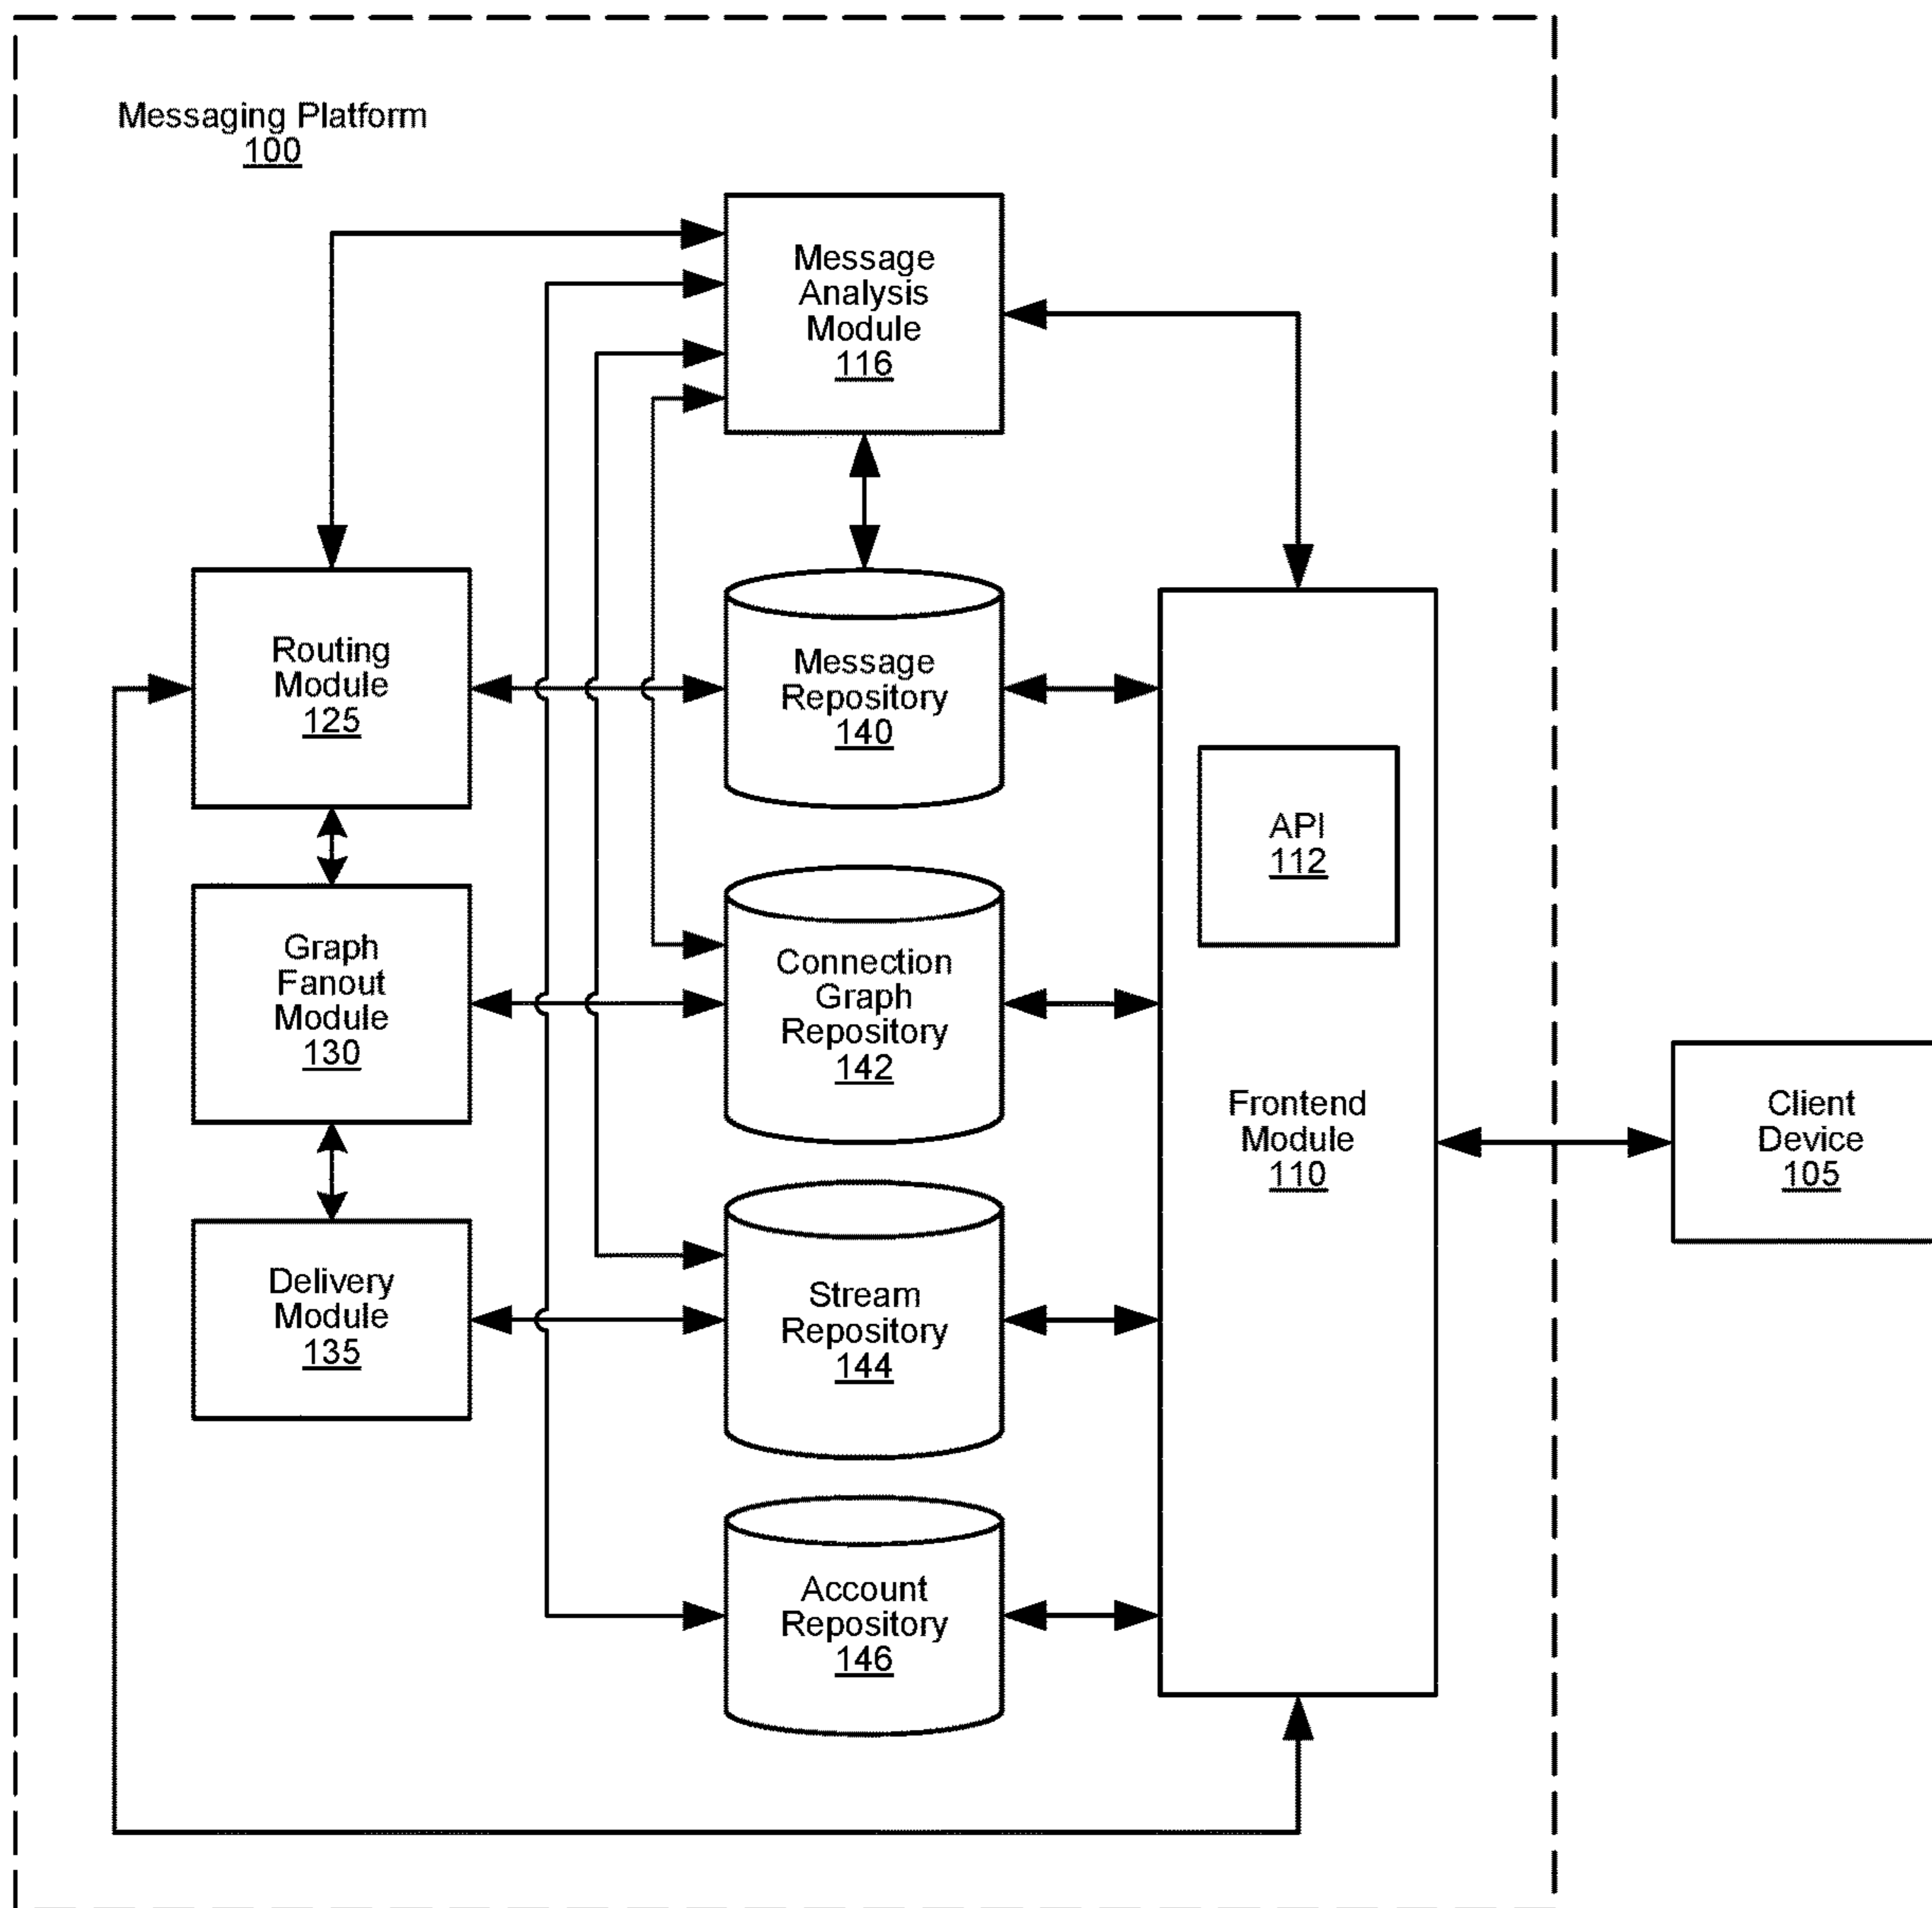 Messaging Platform
100
Message
Analysis
Module
116
Routing
Module
125
Message
Repository
140
API
112
Graph
Fanout
Module
130
Connection
Graph
Repository
142
Frontend
Module
110
Client
Device
105
Delivery
Module
135
Stream
Repository
144
Account
Repository
146